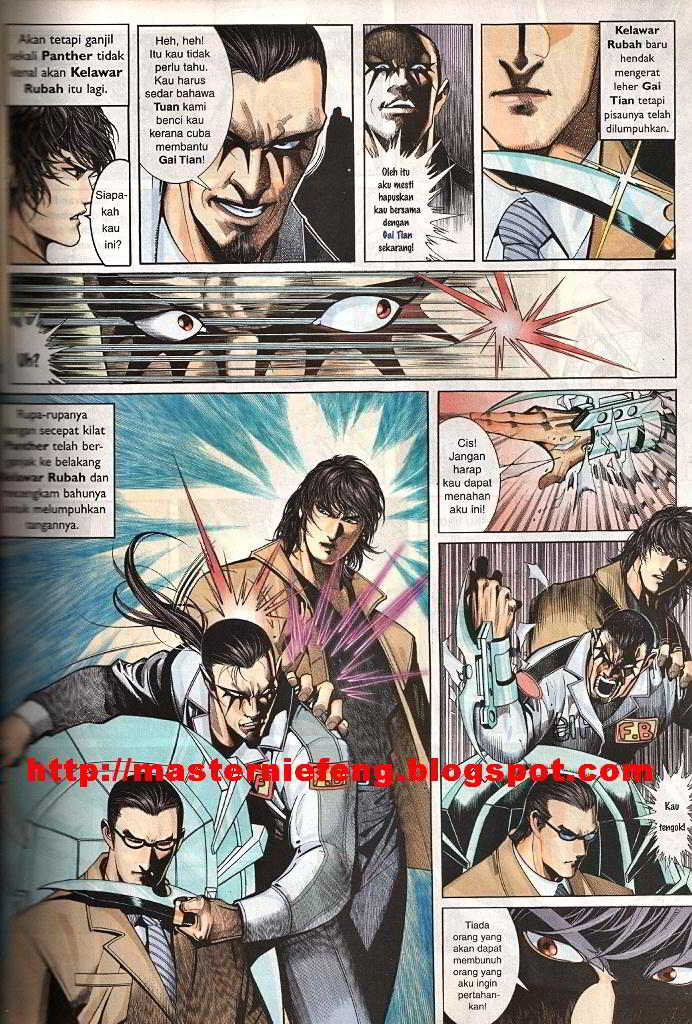 Akan tetapi ganjil
sekali Panther tidak
kenal akan Kelawar
Rubah itu lagi.
Siapa-
kah
kau
ini?
Heh, heh!
Itu kau tidak
perlu tahu.
Kau harus
sedar bahawa
Tuan kami
benci kau
kerana cuba
membantu
Gai Tian!
Oleh itu
aku mesti
hapuskan
kau bersama
dengan
Gai Tian
sekarang!
Kelawar
Rubah baru
hendak
mengerat
leher Gai
Tian tetapi
pisaunya telah
dilumpuhkan.
Uh?
Rupa-rupanya
dengan secepat kilat
Panther telah ber-
ke belakang
Kelawar Rubah dan
bahunya
untuk melumpuhkan
tangannya.
Cis!
Jangan
harap
kau dapat
menahan
aku ini!
F.B
F.B
http://masterniefeng.blogspot.com
Kau
tengok!
Tiada
orang yang
akan dapat
membunuh
orang yang
aku ingin
pertahan-
kan!